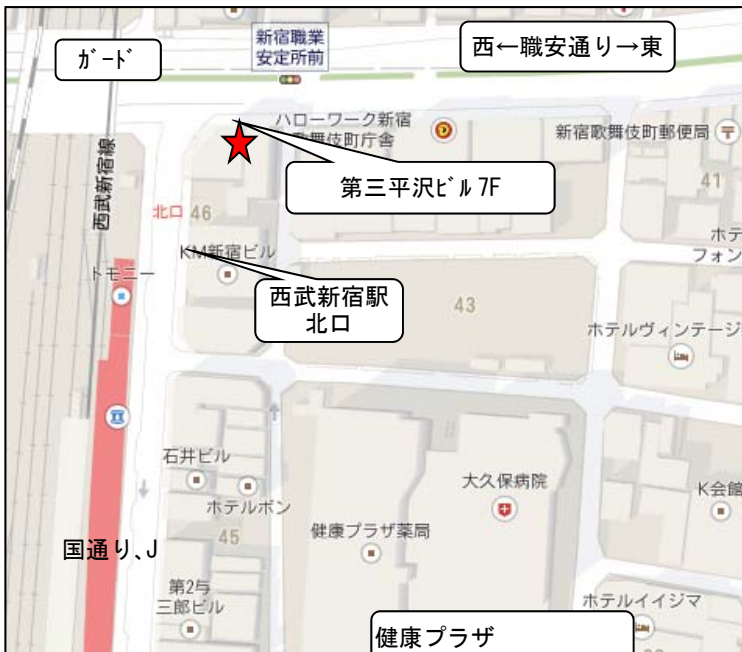 新宿職業
安定所前
ｶﾞｰﾄﾞ
西←職安通り→東
ハローワーク新宿
歌舞伎町庁舎
新宿歌舞伎町郵便局
第三平沢ﾋﾞﾙ 7F
41
西武新宿線
北口
46
KM新宿ビル
ホテ
フォン
トモニー
西武新宿駅
北口
43
ホテルヴィンテージ
石井ビル
ホテルボン
大久保病院
K会館
45
健康プラザ薬局
国通り、J
第2与
三郎ビル
ホテルイイジマ
健康プラザ